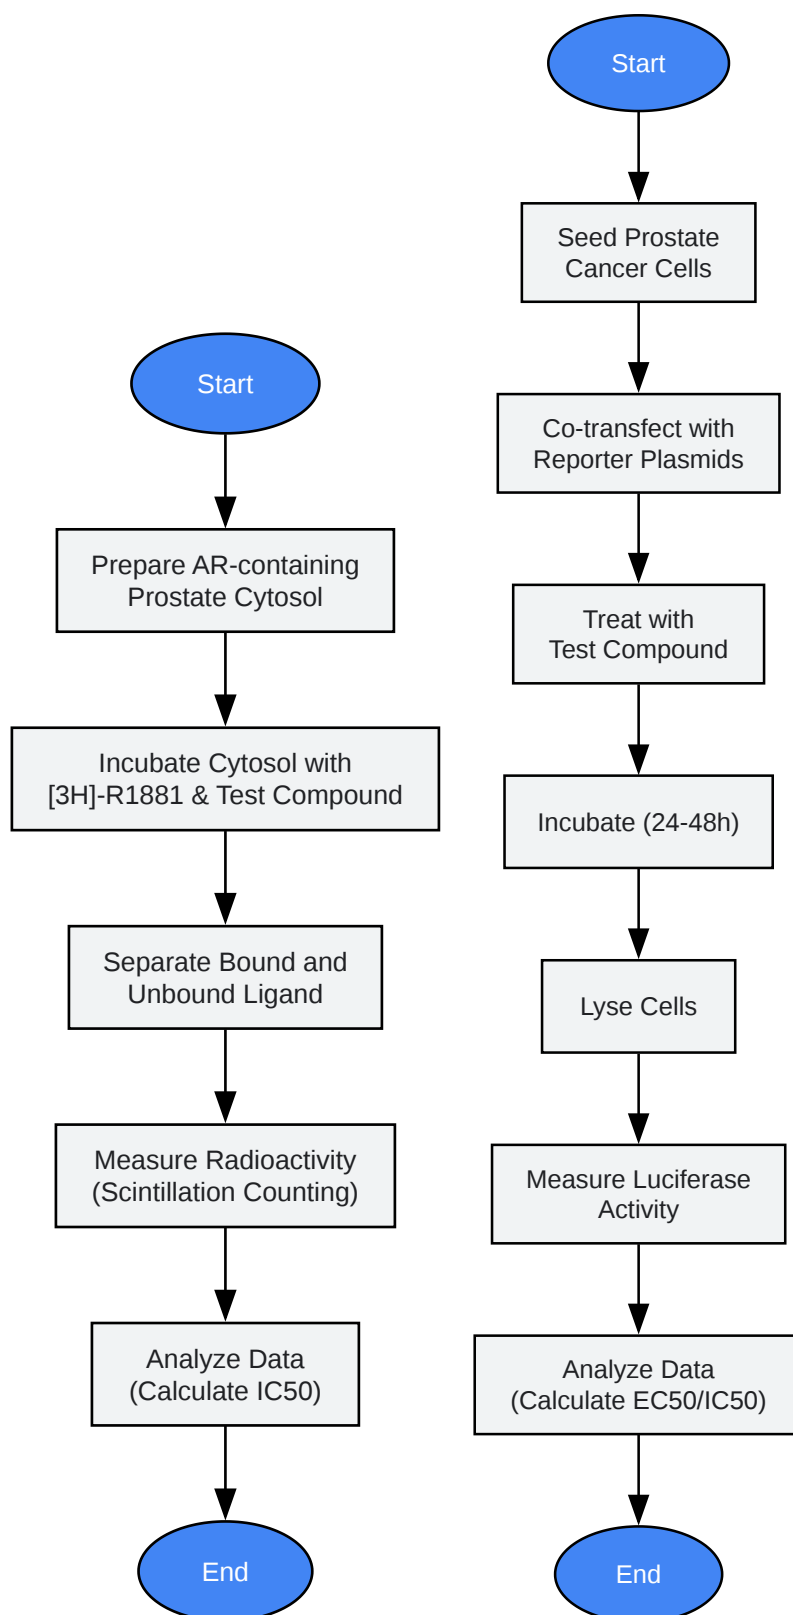 Start
Prepare AR-containing
Prostate Cytosol
Incubate Cytosol with
[3H]-R1881 & Test Compound
Separate Bound and
Unbound Ligand
Measure Radioactivity
(Scintillation Counting)
Analyze Data
(Calculate IC50)
End
Start
Seed Prostate
Cancer Cells
Co-transfect with
Reporter Plasmids
Treat with
Test Compound
Incubate (24-48h)
Lyse Cells
Measure Luciferase
Activity
Analyze Data
(Calculate EC50/IC50)
End